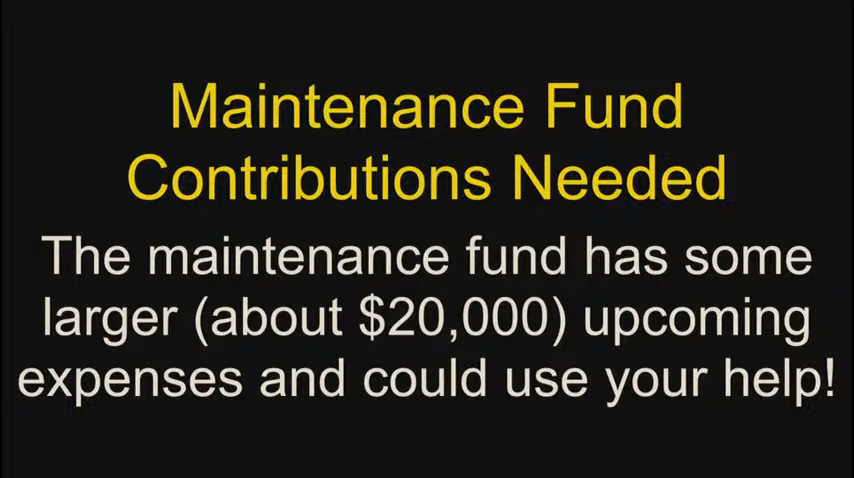 Maintenance Fund
Contributions Needed
The maintenance fund has some
larger (about $20,000) upcoming
expenses and could use your help!